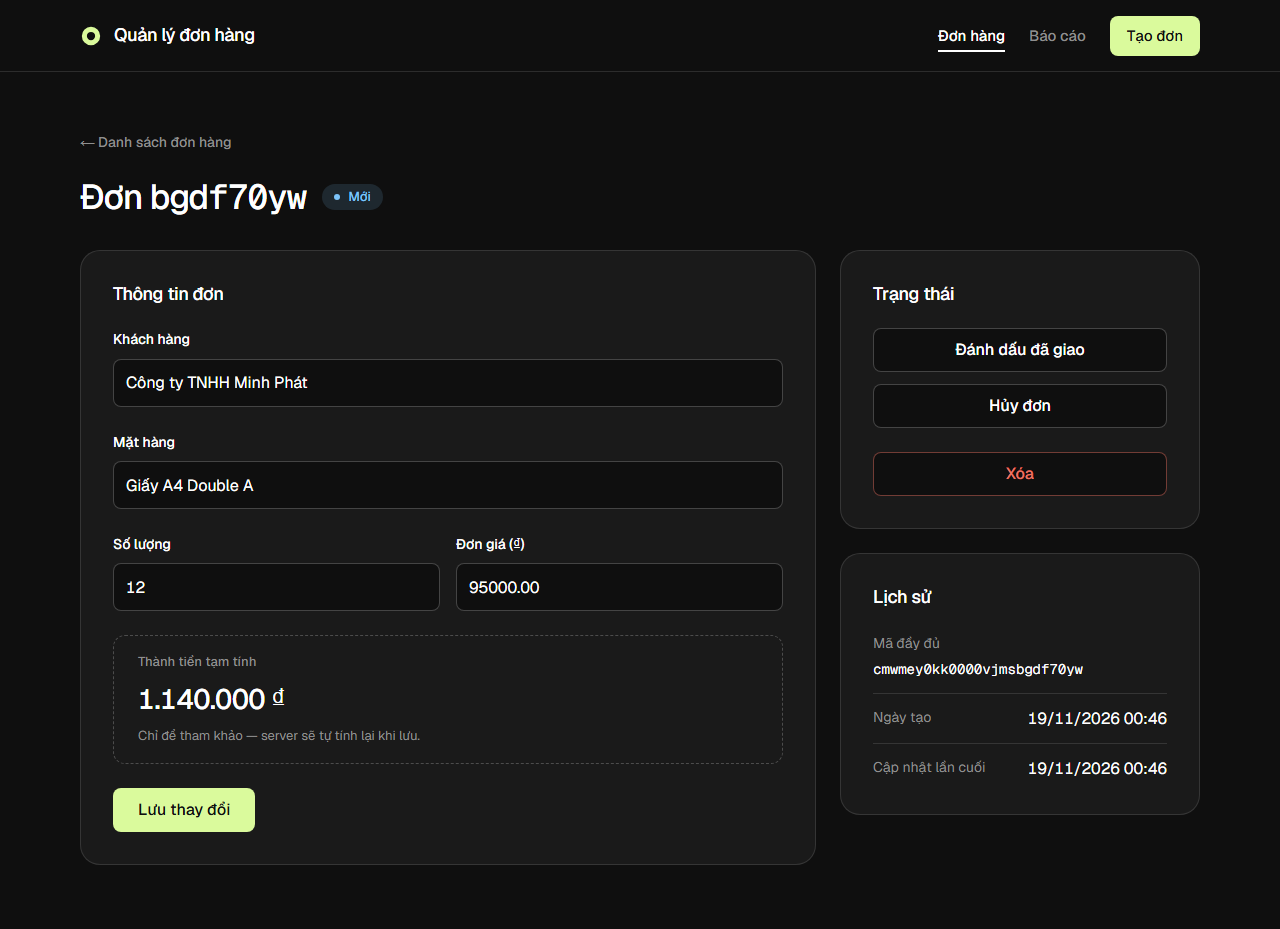 Quản lý đơn hàng
Đơn hàng
Báo cáo
Tạo đơn
← Danh sách đơn hàng
Đơn bgdf70yw
Mới
Thông tin đơn
Khách hàng
Công ty TNHH Minh Phát
Mặt hàng
Giấy A4 Double A
Số lượng
Đơn giá (₫)
12
95000.00
Thành tiền tạm tính
1.140.000 ₫
Chỉ để tham khảo — server sẽ tự tính lại khi lưu.
Lưu thay đổi
Trạng thái
Đánh dấu đã giao
Hủy đơn
Xóa
Lịch sử
Mã đầy đủ
cmwmey0kk0000vjmsbgdf70yw
Ngày tạo
19/11/2026 00:46
Cập nhật lần cuối
19/11/2026 00:46